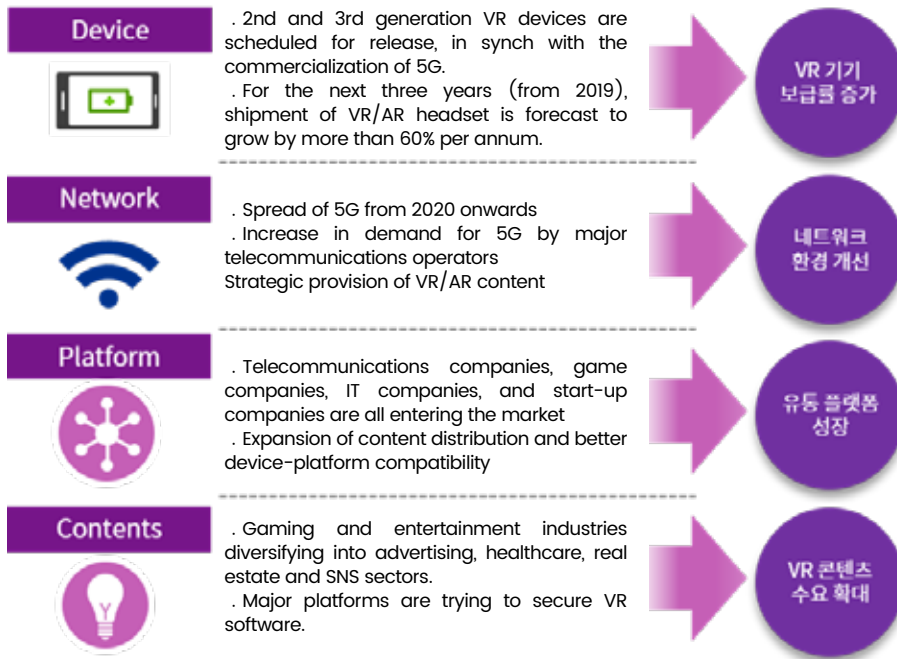 Device
. 2nd and 3rd generation VR devices are
scheduled for release, in synch with the
commercialization of 5G.
. For the next three years (from 2019),
shipment of VR/AR headset is forecast to
grow by more than 60% per annum.
VR 기기
보급률 증가
Network
. Spread of 5G from 2020 onwards
. Increase in demand for 5G by major
telecommunications operators
Strategic provision of VR/AR content
네트워크
환경 개선
Platform
. Telecommunications companies, game
companies, IT companies, and start-up
companies are all entering the market
. Expansion of content distribution and better
device-platform compatibility
유통 플랫폼
성장
Contents
. Gaming and entertainment industries
diversifying into advertising, healthcare, real
estate and SNS sectors.
. Major platforms are trying to secure VR
software.
VR 콘텐츠
수요 확대